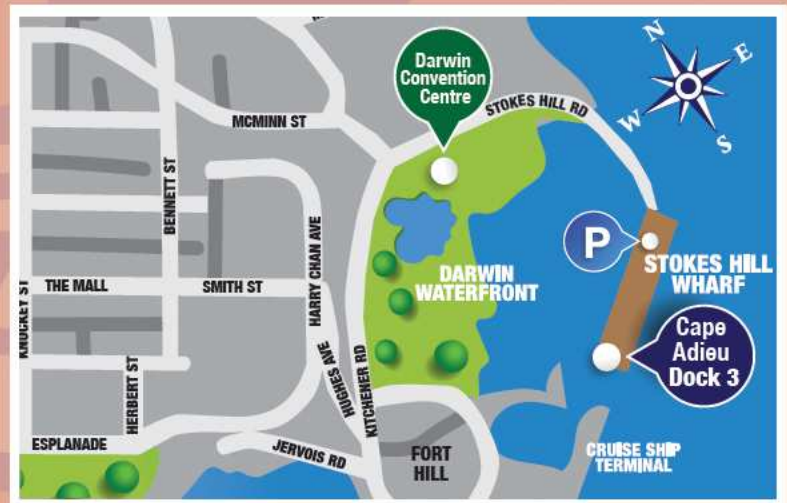 Darwin
Convention
Centre
N
E
S
W
STOKES HILL RD
MCMINN ST
BENNETT ST
HARRY CHAN AVE
P
STOKES HILL
WHARF
DARWIN
WATERFRONT
THE MALL
SMITH ST
KNUCKEY ST
Cape
Adieu
Dock 3
HUGHES AVE
KITCHENER RD
HERBERT ST
ESPLANADE
JERVOIS RD
FORT
HILL
CRUISE SHIP
TERMINAL